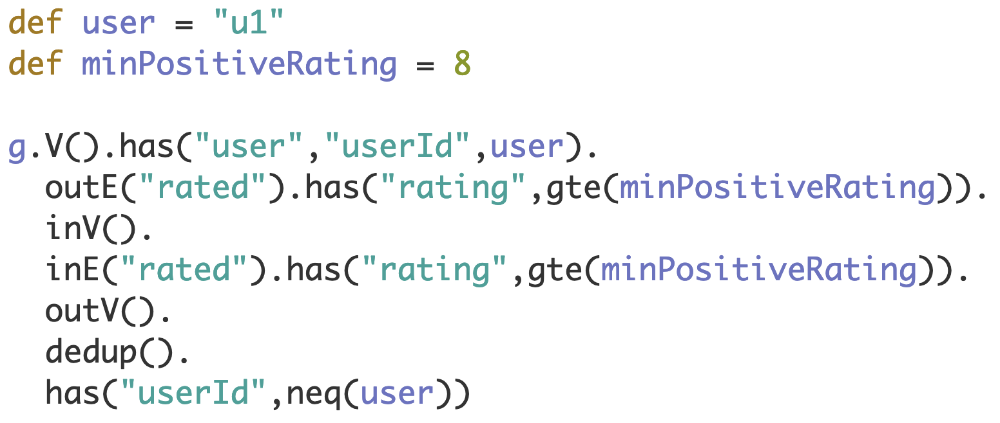 def user = "u1"
def minPositiveRating = 8
g.V().has("user","userId",user).
outE("rated").has("rating",gte(minPositiveRating)).
inV().
inE("rated").has("rating",gte(minPositiveRating)).
outV().
dedup().
has("userId",neq(user))